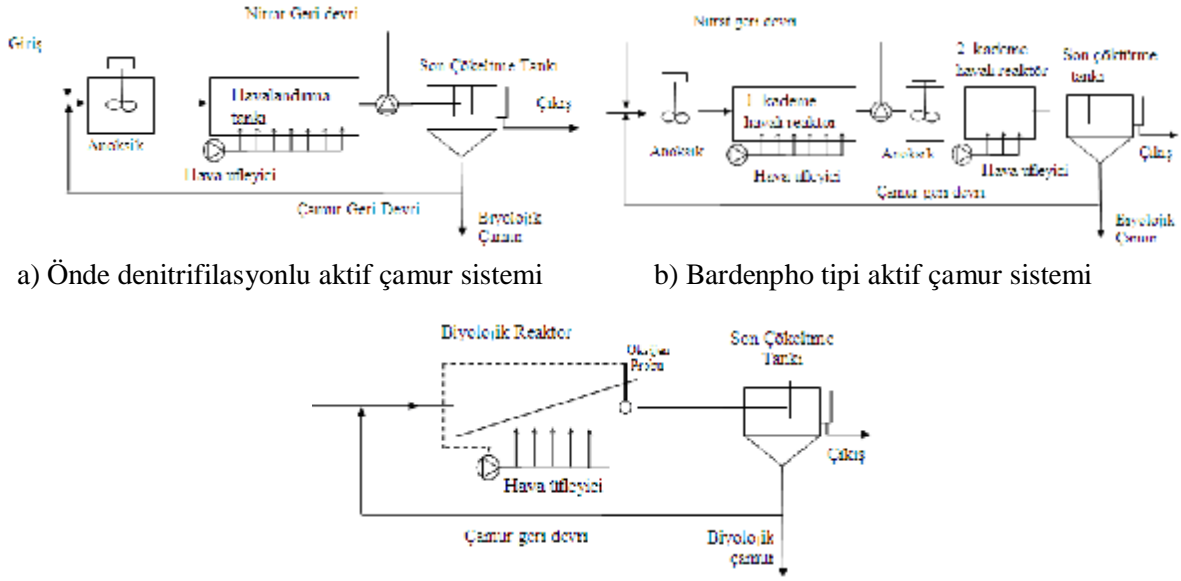 Nitrat Geri devri
Giriş
Son Çökeltme Tankı
Havalandırma
tankı
Çıkış
Anoksik
Hava üfleyici
Çamur Geri Devri
Biyolojik
Çamur
a) Önde denitrifilasyonlu aktif çamur sistemi
Nitrat geri devri
2 kademe
havalı reaktör
Son çöktürme
tankı
1 kademe
havalı reaktör
Anoksik
Anoksik
Çıkış
Hava üfleyici
Hava üfleyici
Çamur geri devri
Biyolojik
Çamur
b) Bardenpho tipi aktif çamur sistemi
Biyolojik Reaktör
Oksijen
Probu
Son Çökeltme
Tankı
Çıkış
Hava üfleyici
Çamur geri devri
Biyolojik
çamur